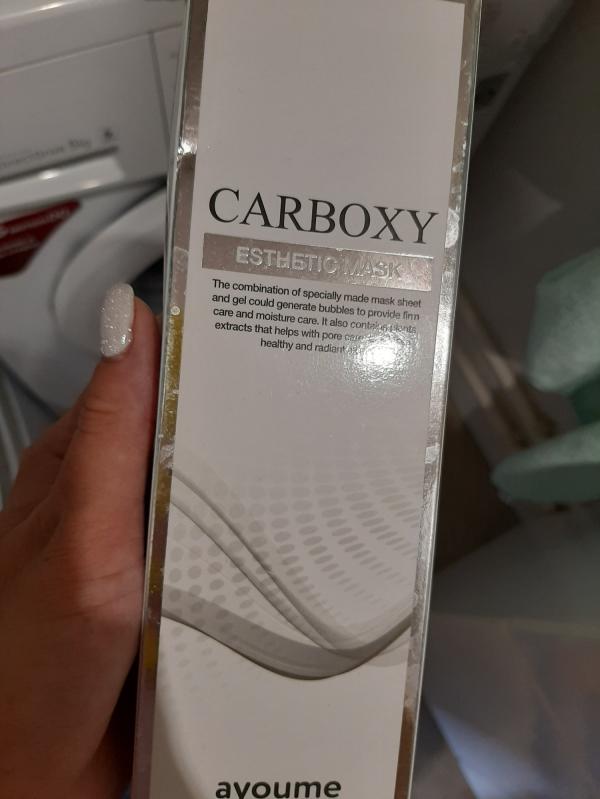 CARBOXY
ESTHETIC MASK
The combination of specially made mask sheet
and gel could generate bubbles to provide firm
care and moisture care. It also contains plants
extracts that helps with pore care
healthy and radiant
ayoume